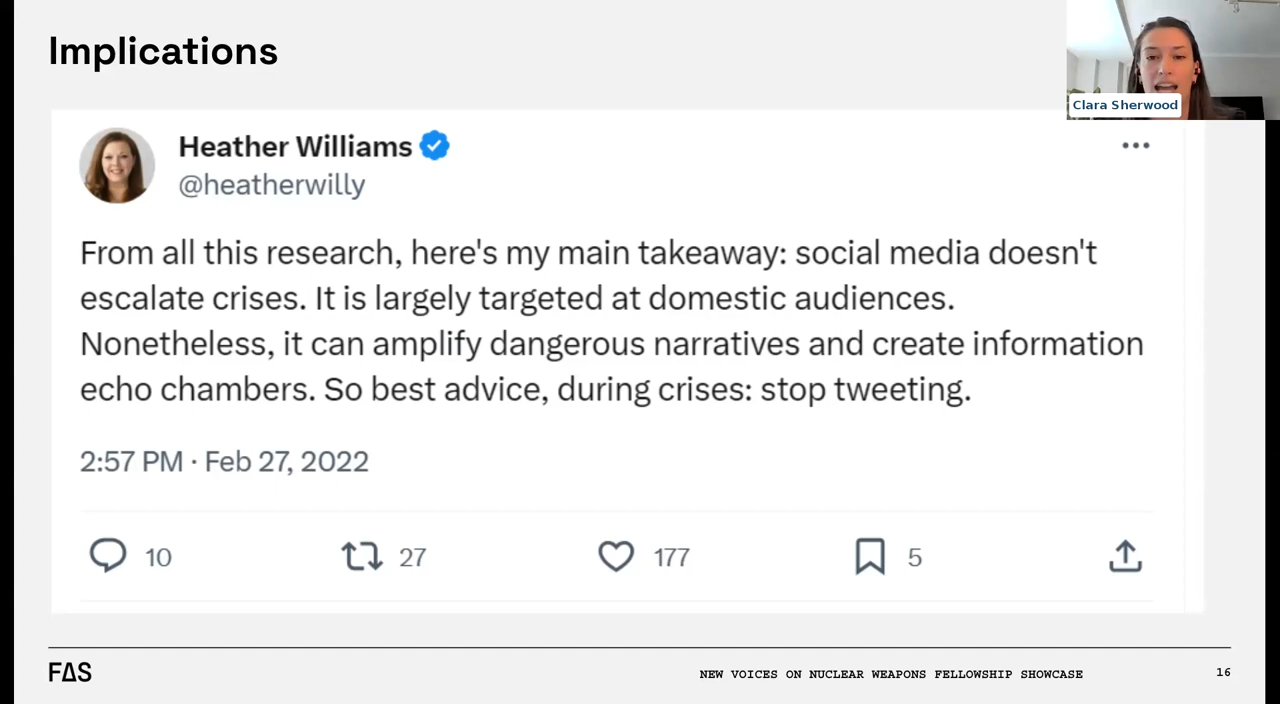 Implications
Clara Sherwood
Heather Williams
@heatherwilly
From all this research, here's my main takeaway: social media doesn't
escalate crises. It is largely targeted at domestic audiences.
Nonetheless, it can amplify dangerous narratives and create information
echo chambers. So best advice, during crises: stop tweeting.
2:57 PM · Feb 27, 2022
10 27 177 5
FAS
NEW VOICES ON NUCLEAR WEAPONS FELLOWSHIP SHOWCASE 16